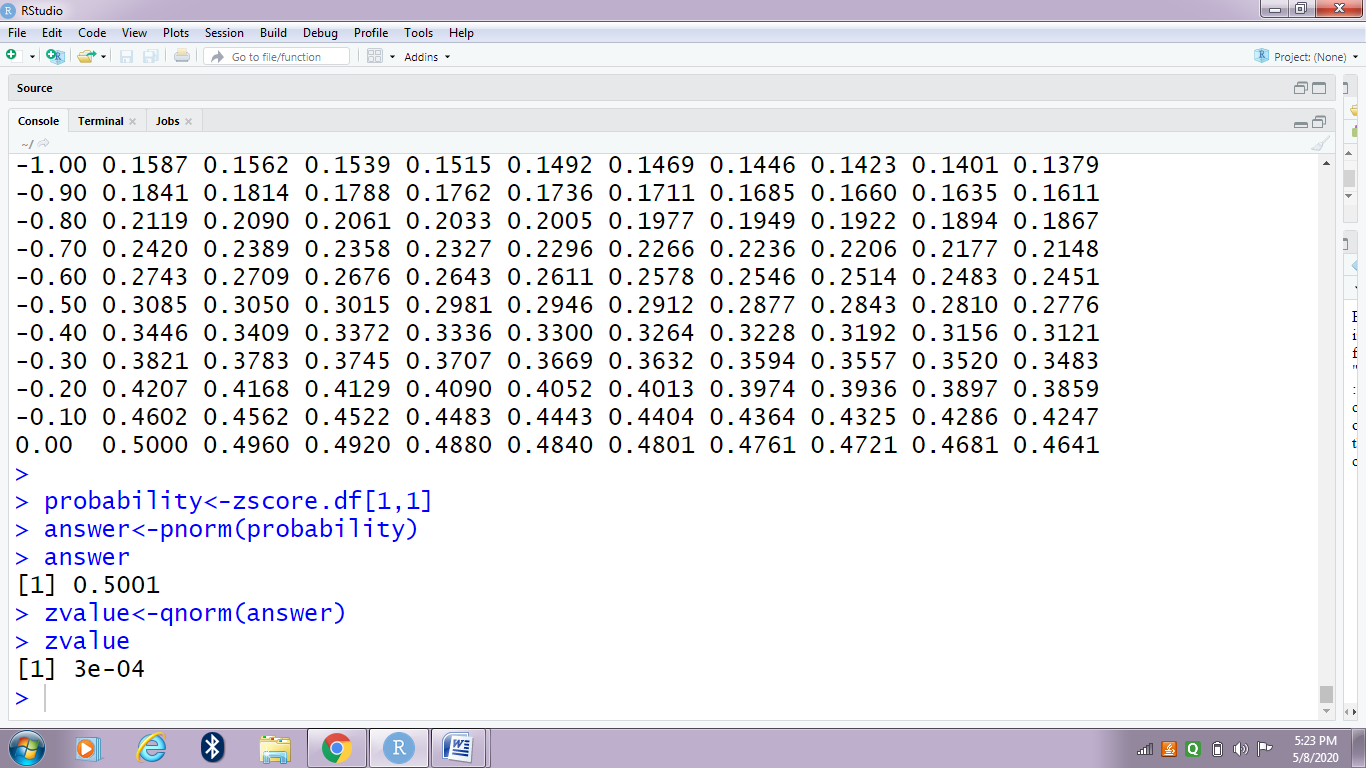 RStudio
File Edit Code View Plots Session Build Debug Profile Tools Help
Go to file/function Addins Project: (None)
Source
Console Terminal Jobs
~/
-1.00 0.1587 0.1562 0.1539 0.1515 0.1492 0.1469 0.1446 0.1423 0.1401 0.1379
-0.90 0.1841 0.1814 0.1788 0.1762 0.1736 0.1711 0.1685 0.1660 0.1635 0.1611
-0.80 0.2119 0.2090 0.2061 0.2033 0.2005 0.1977 0.1949 0.1922 0.1894 0.1867
-0.70 0.2420 0.2389 0.2358 0.2327 0.2296 0.2266 0.2236 0.2206 0.2177 0.2148
-0.60 0.2743 0.2709 0.2676 0.2643 0.2611 0.2578 0.2546 0.2514 0.2483 0.2451
-0.50 0.3085 0.3050 0.3015 0.2981 0.2946 0.2912 0.2877 0.2843 0.2810 0.2776
-0.40 0.3446 0.3409 0.3372 0.3336 0.3300 0.3264 0.3228 0.3192 0.3156 0.3121
-0.30 0.3821 0.3783 0.3745 0.3707 0.3669 0.3632 0.3594 0.3557 0.3520 0.3483
-0.20 0.4207 0.4168 0.4129 0.4090 0.4052 0.4013 0.3974 0.3936 0.3897 0.3859
-0.10 0.4602 0.4562 0.4522 0.4483 0.4443 0.4404 0.4364 0.4325 0.4286 0.4247
0.00 0.5000 0.4960 0.4920 0.4880 0.4840 0.4801 0.4761 0.4721 0.4681 0.4641
>
> probability<-zscore.df[1,1]
> answer<-pnorm(probability)
> answer
[1] 0.5001
> zvalue<-qnorm(answer)
> zvalue
[1] 3e-04
>
5:23 PM
5/8/2020